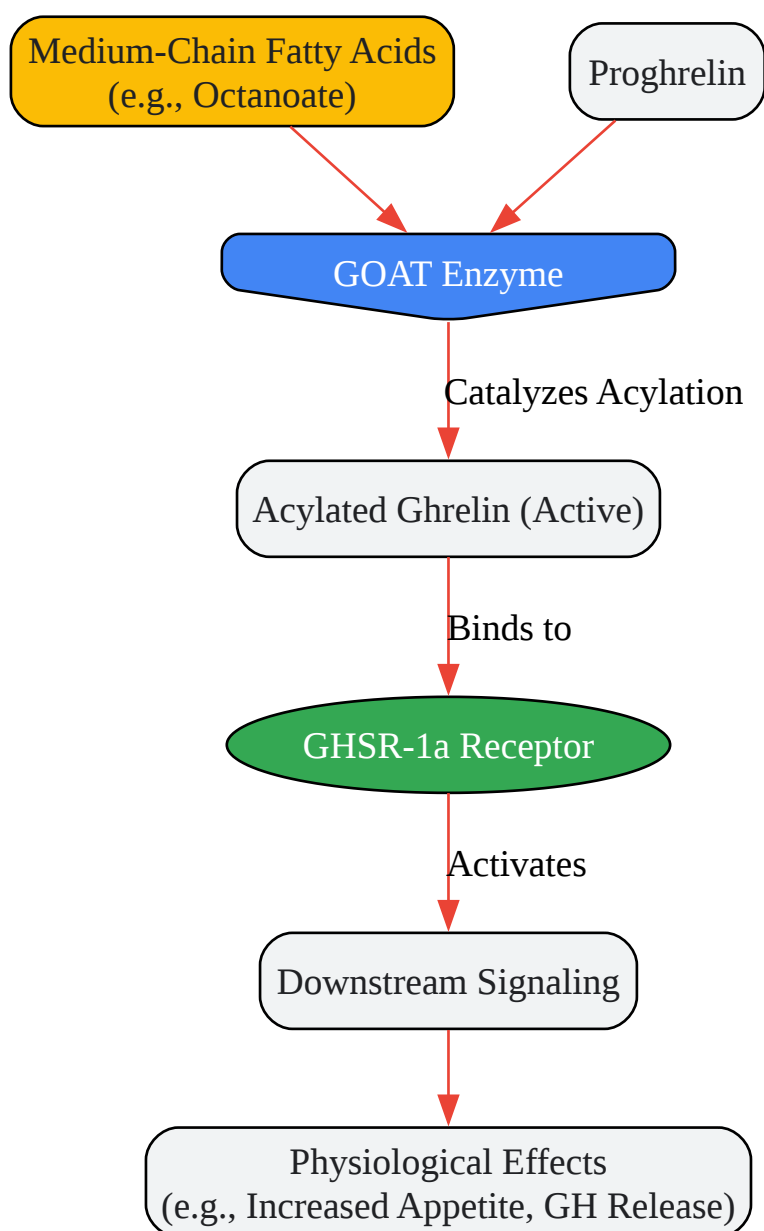 Medium-Chain Fatty Acids
(e.g., Octanoate)
Proghrelin
GOAT Enzyme
Catalyzes Acylation
Acylated Ghrelin (Active)
Binds to
GHSR-1a Receptor
Activates
Downstream Signaling
Physiological Effects
(e.g., Increased Appetite, GH Release)